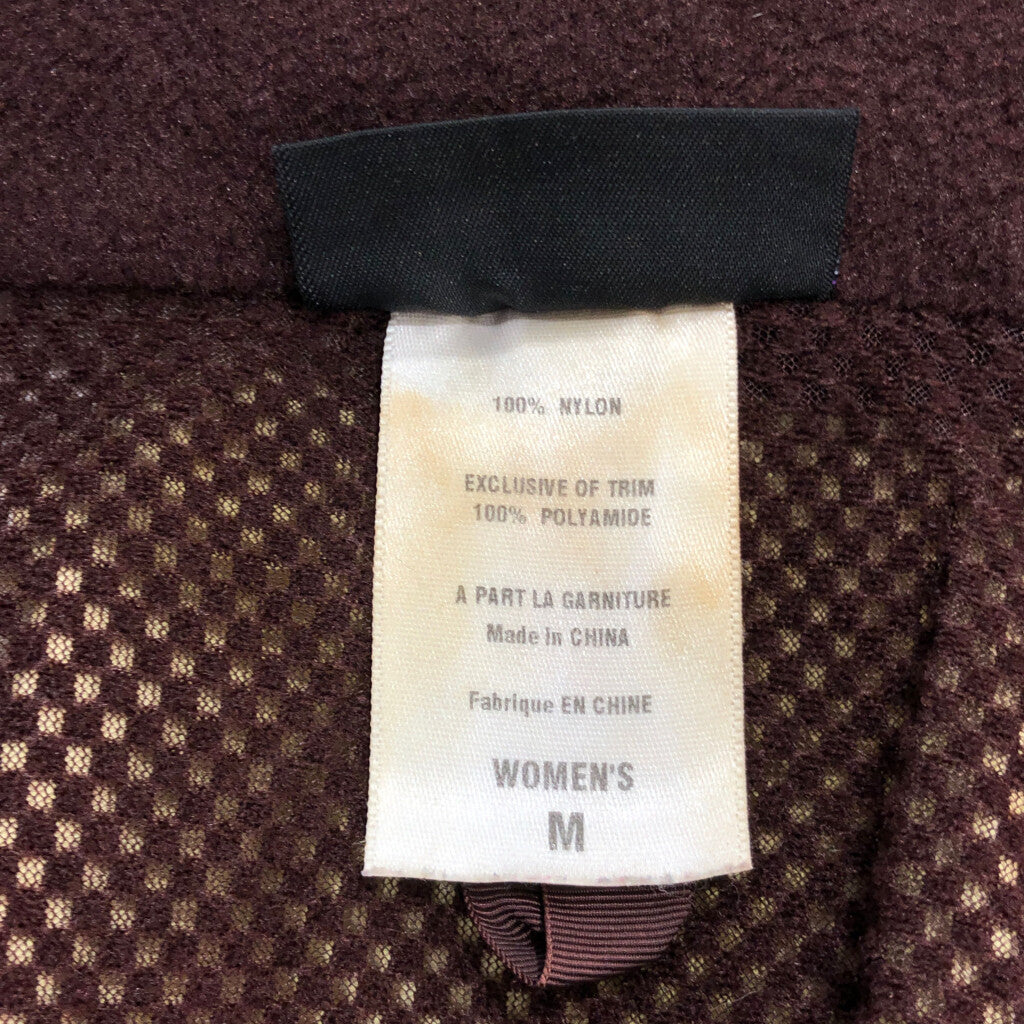 100% NYLON
EXCLUSIVE OF TRIM
100% POLYAMIDE
A PART LA GARNITURE
Made in CHINA
Fabrique EN CHINE
WOMEN'S
M